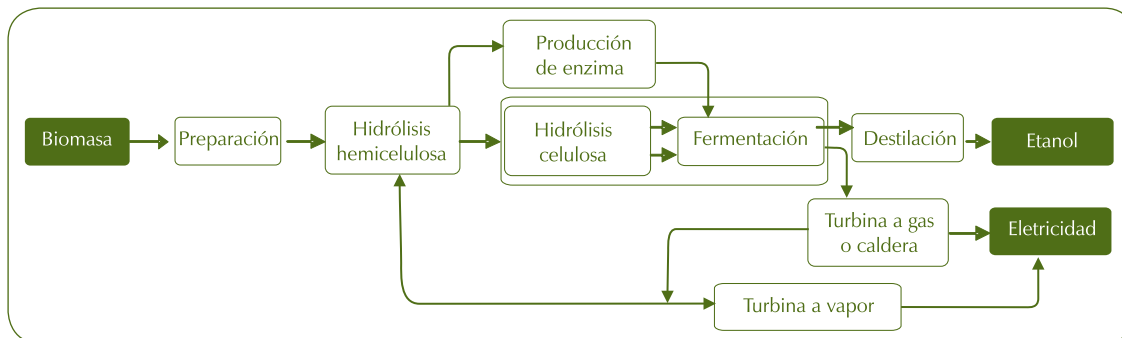 Biomasa
Preparación
Hidrólisis
hemicelulosa
Producción
de enzima
Hidrólisis
celulosa
Fermentación
Destilación
Etanol
Turbina a gas
o caldera
Eletricidad
Turbina a vapor